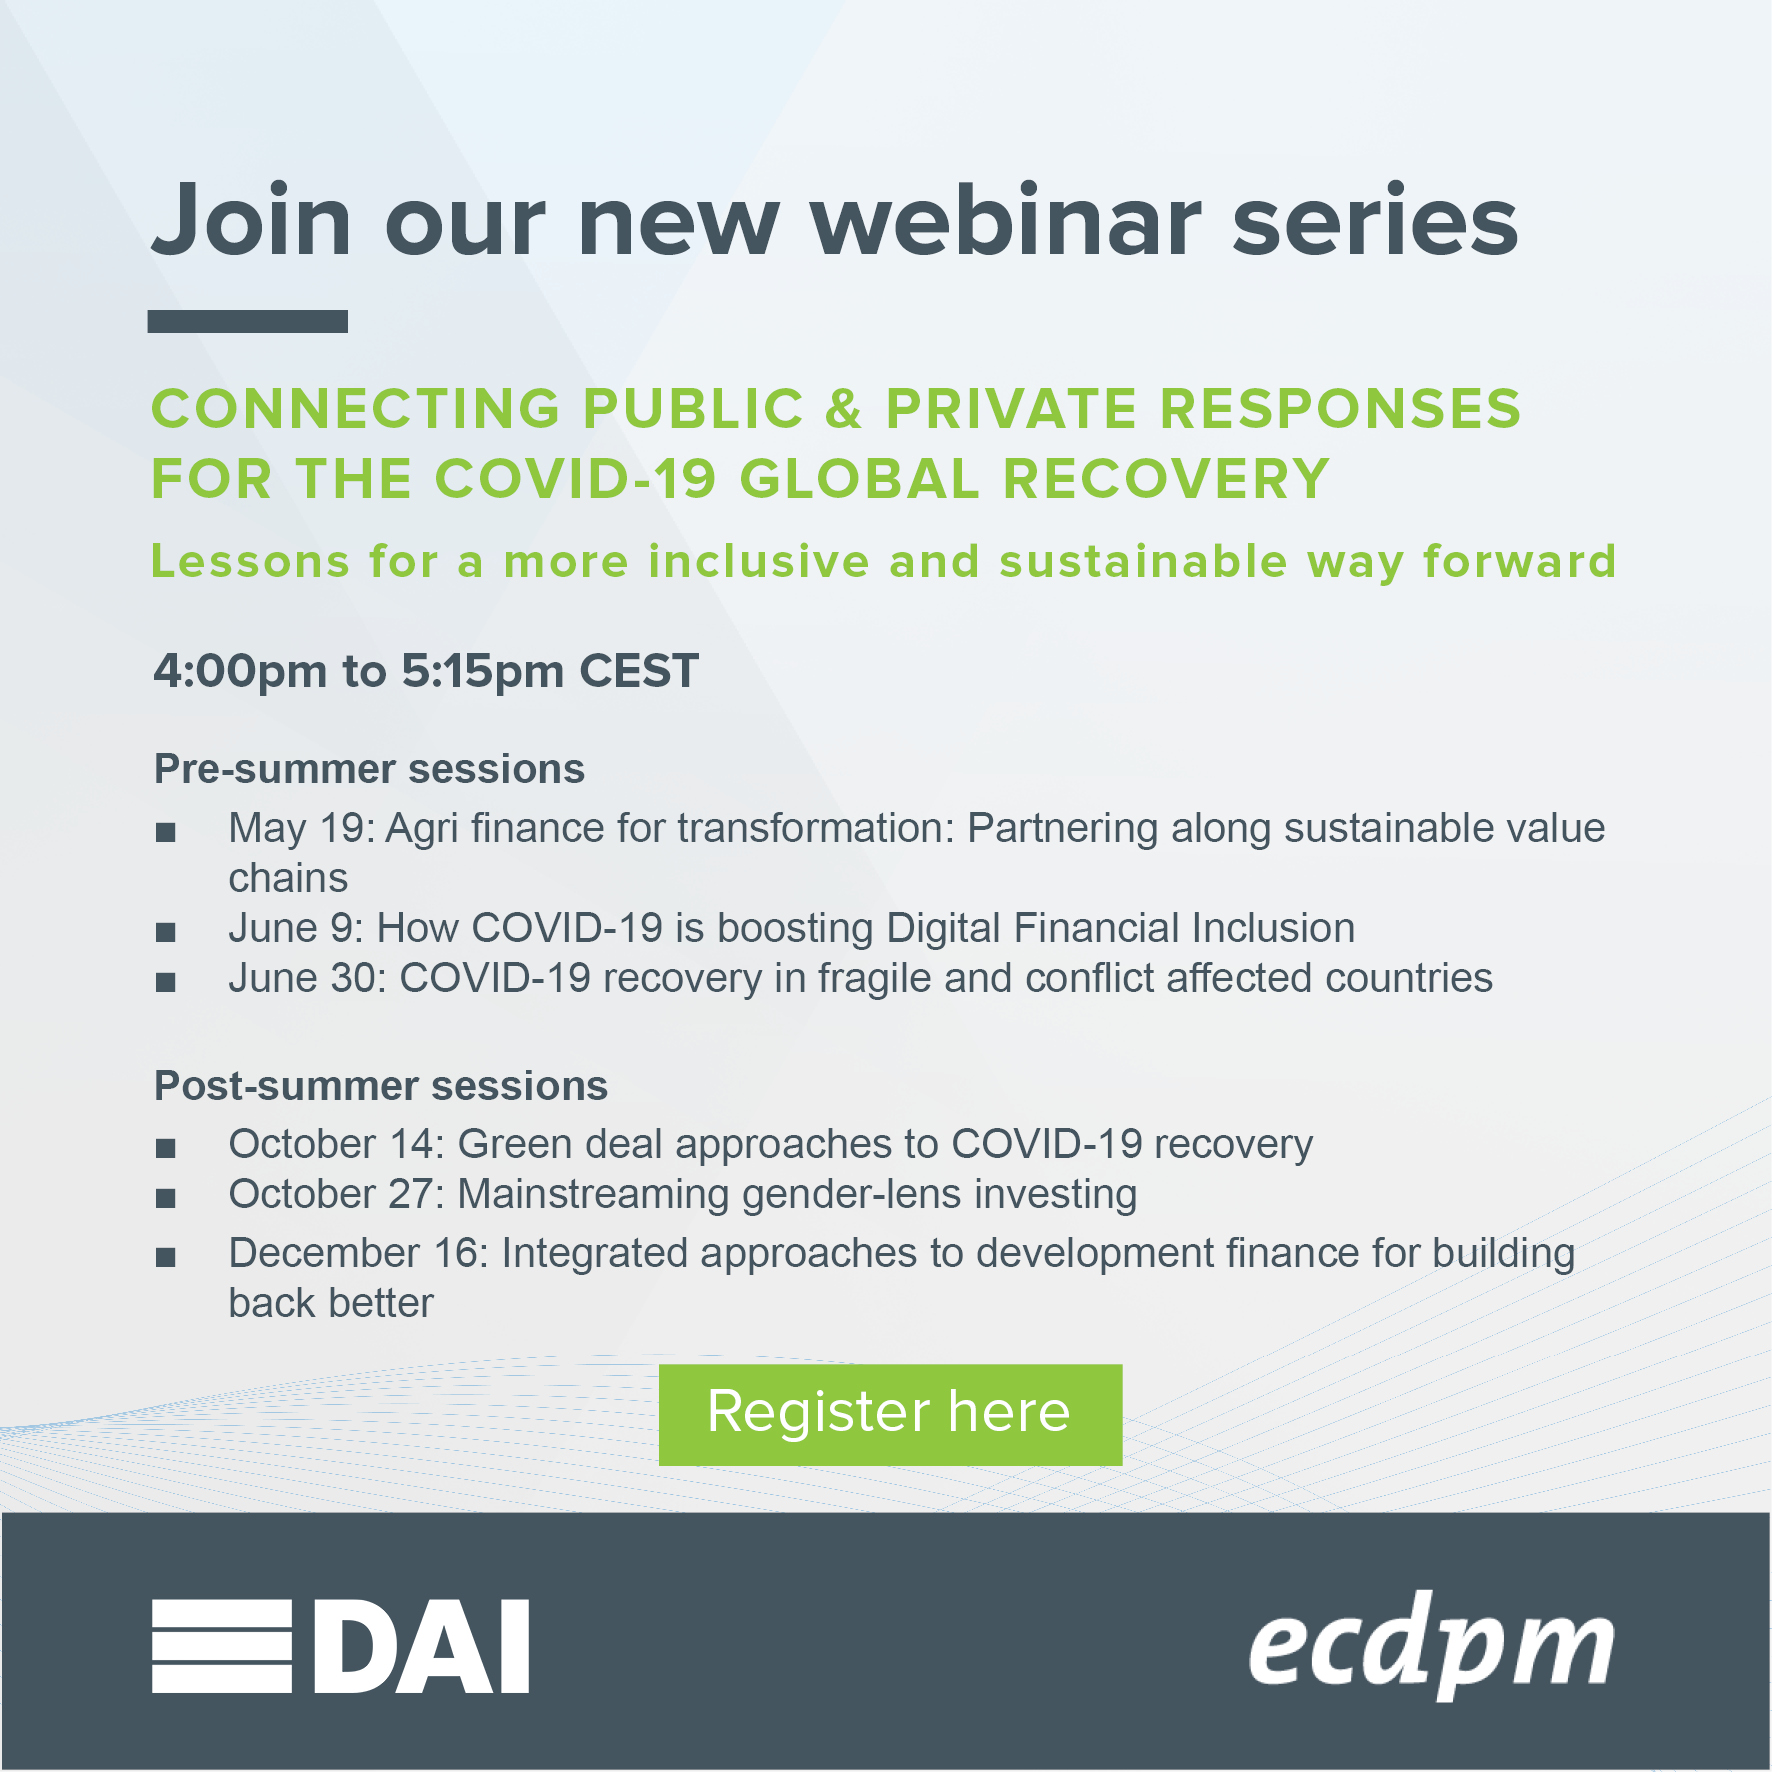 Join our new webinar series
CONNECTING PUBLIC & PRIVATE RESPONSES
FOR THE COVID-19 GLOBAL RECOVERY
Lessons for a more inclusive and sustainable way forward
4:00pm to 5:15pm CEST
Pre-summer sessions
■ May 19: Agri finance for transformation: Partnering along sustainable value
chains
■ June 9: How COVID-19 is boosting Digital Financial Inclusion
■ June 30: COVID-19 recovery in fragile and conflict affected countries
Post-summer sessions
■ October 14: Green deal approaches to COVID-19 recovery
■ October 27: Mainstreaming gender-lens investing
■ December 16: Integrated approaches to development finance for building
back better
Register here
DAI
ecdpm